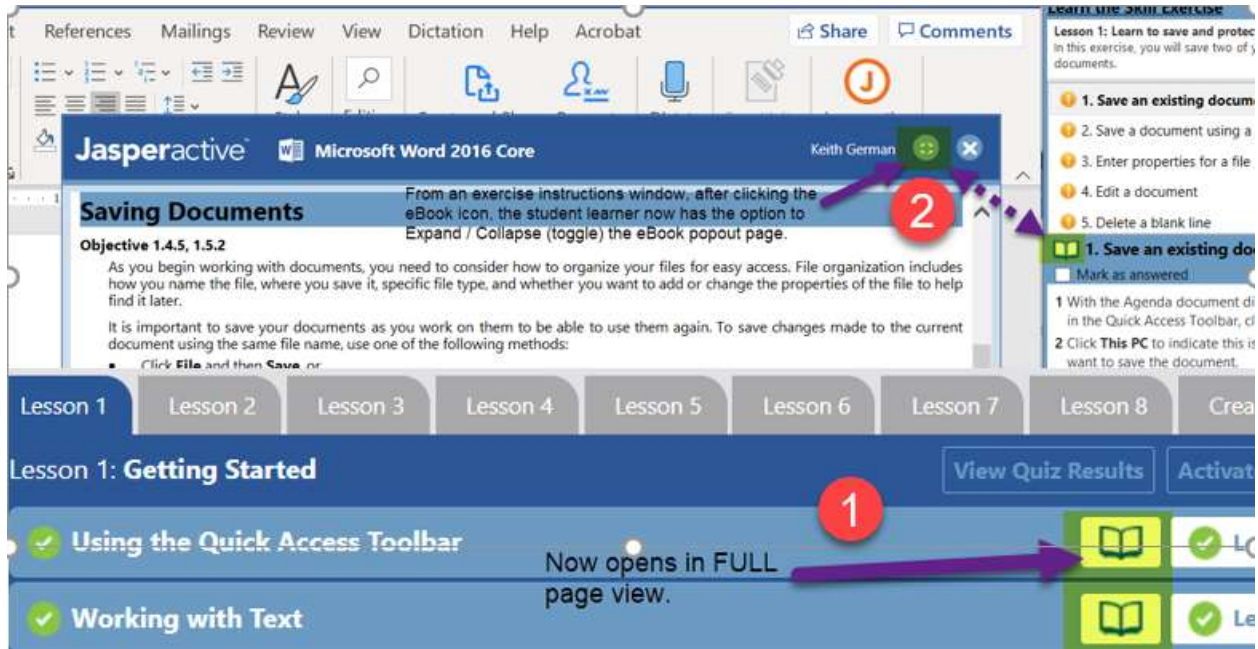 References Mailings Review View Dictation Help Acrobat Share Comments
Jasperactive Microsoft Word 2016 Core Keith German
2
Saving Documents
From an exercise instructions window, after clicking the
eBook icon, the student learner now has the option to
Expand / Collapse (toggle) the eBook popout page.
Objective 1.4.5, 1.5.2
As you begin working with documents, you need to consider how to organize your files for easy access. File organization includes
how you name the file, where you save it, specific file type, and whether you want to add or change the properties of the file to help
find it later.
It is important to save your documents as you work on them to be able to use them again. To save changes made to the current
document using the same file name, use one of the following methods:
• Click File and then Save, or
Learn the Skill Exercise
Lesson 1: Learn to save and protec
In this exercise, you will save two of y
documents.
1. Save an existing docum
2. Save a document using a
3. Enter properties for a file
4. Edit a document
5. Delete a blank line
1. Save an existing do
Mark as answered
1 With the Agenda document di
in the Quick Access Toolbar, cl
2 Click This PC to indicate this is
want to save the document.
Lesson 1 Lesson 2 Lesson 3 Lesson 4 Lesson 5 Lesson 6 Lesson 7 Lesson 8 Crea
Lesson 1: Getting Started View Quiz Results Activat
1
Using the Quick Access Toolbar
Now opens in FULL
page view.
Working with Text Le